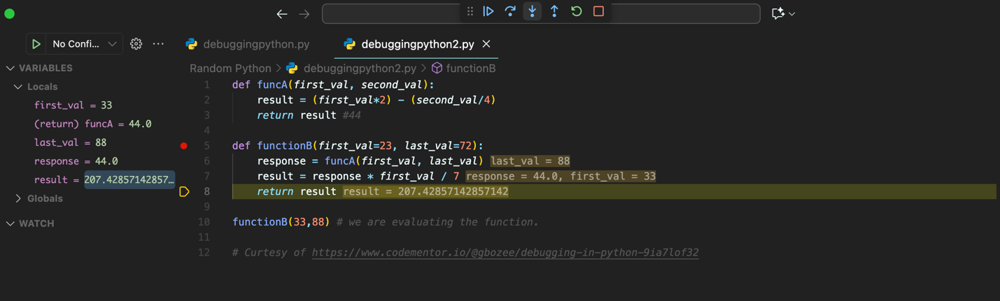 No Confi...
debuggingpython.py
debuggingpython2.py
VARIABLES
Locals
first_val = 33
(return) funcA = 44.0
last_val = 88
response = 44.0
result = 207.42857142857...
Globals
WATCH
Random Python > debuggingpython2.py > functionB
1 def funcA(first_val, second_val):
2 result = (first_val*2) - (second_val/4)
3 return result #44
4
5 def functionB(first_val=23, last_val=72):
6 response = funcA(first_val, last_val) last_val = 88
7 result = response * first_val / 7 response = 44.0, first_val = 33
8 return result result = 207.42857142857142
9
10 functionB(33,88) # we are evaluating the function.
11
12 # Curtesy of https://www.codementor.io/@gbozee/debugging-in-python-9ia7lof32